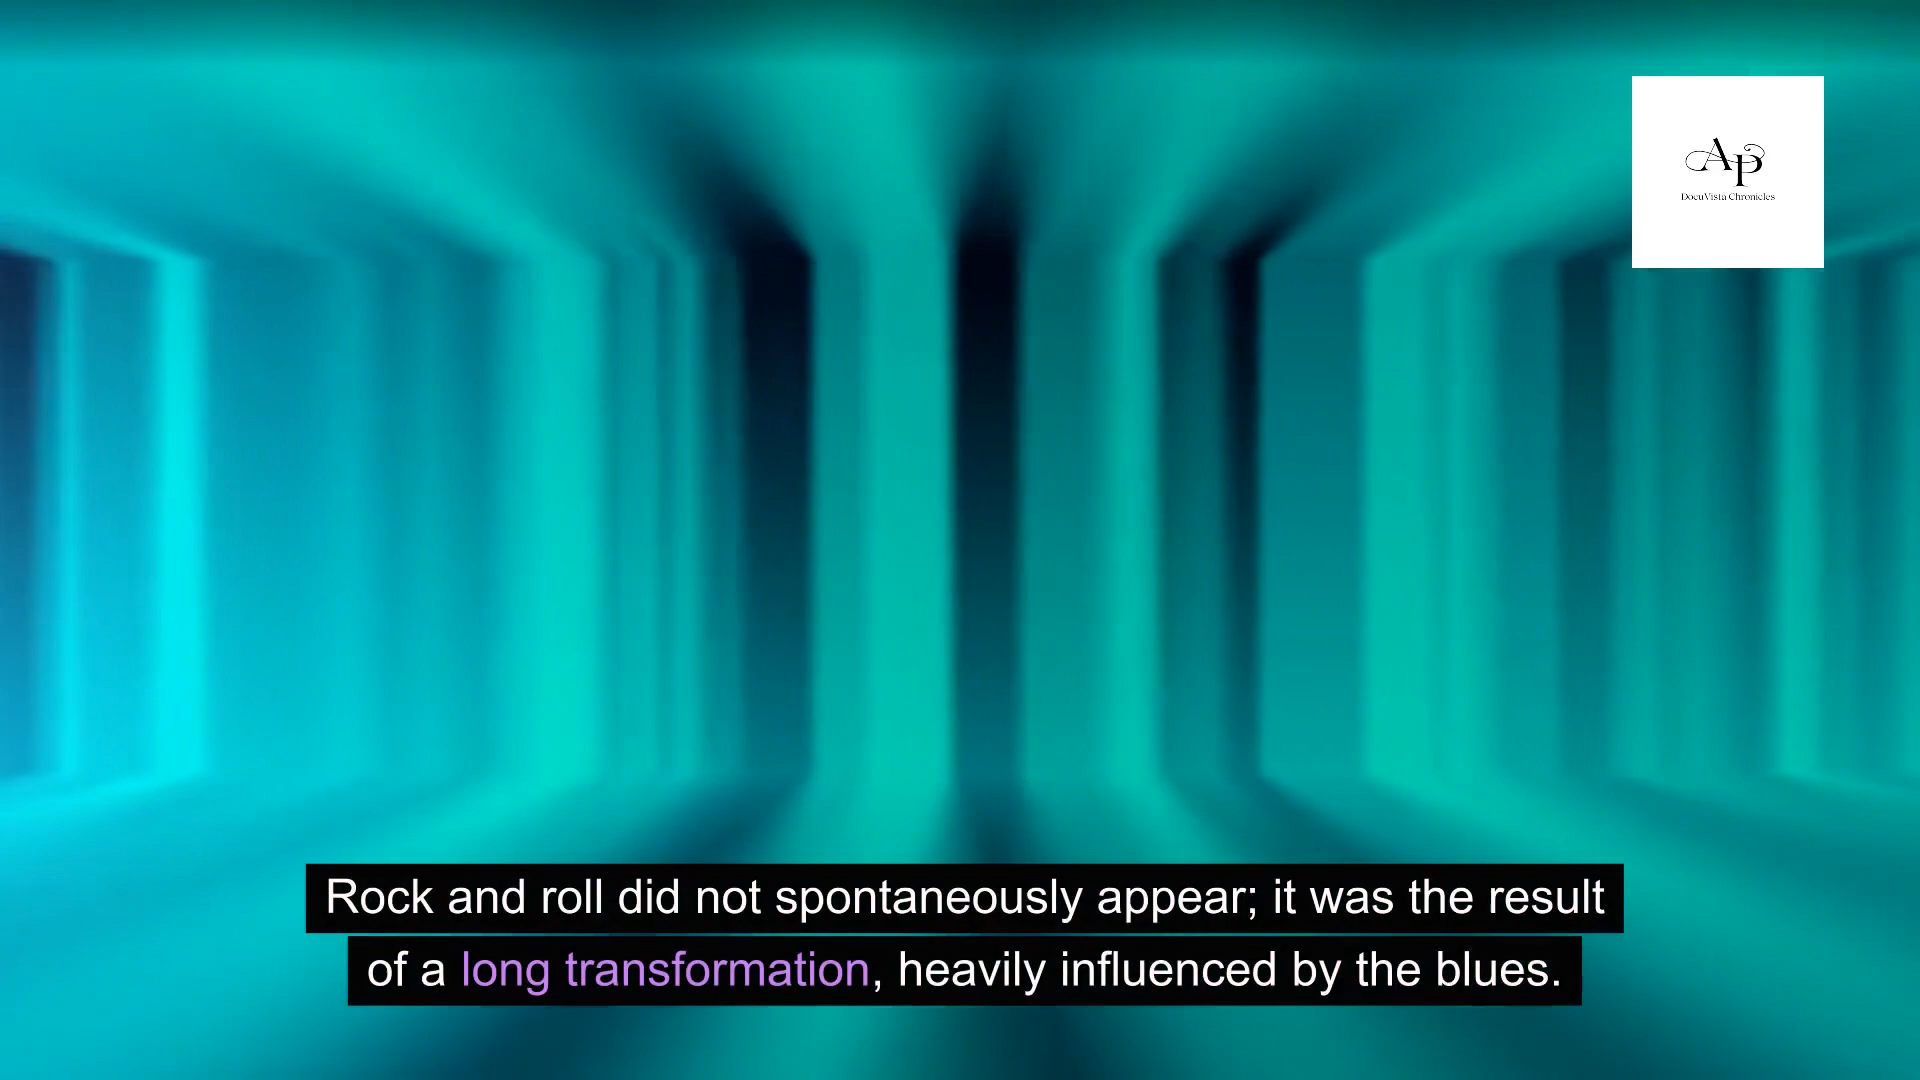 AP
DocuVista Chronicles
Rock and roll did not spontaneously appear; it was the result
of a long transformation, heavily influenced by the blues.